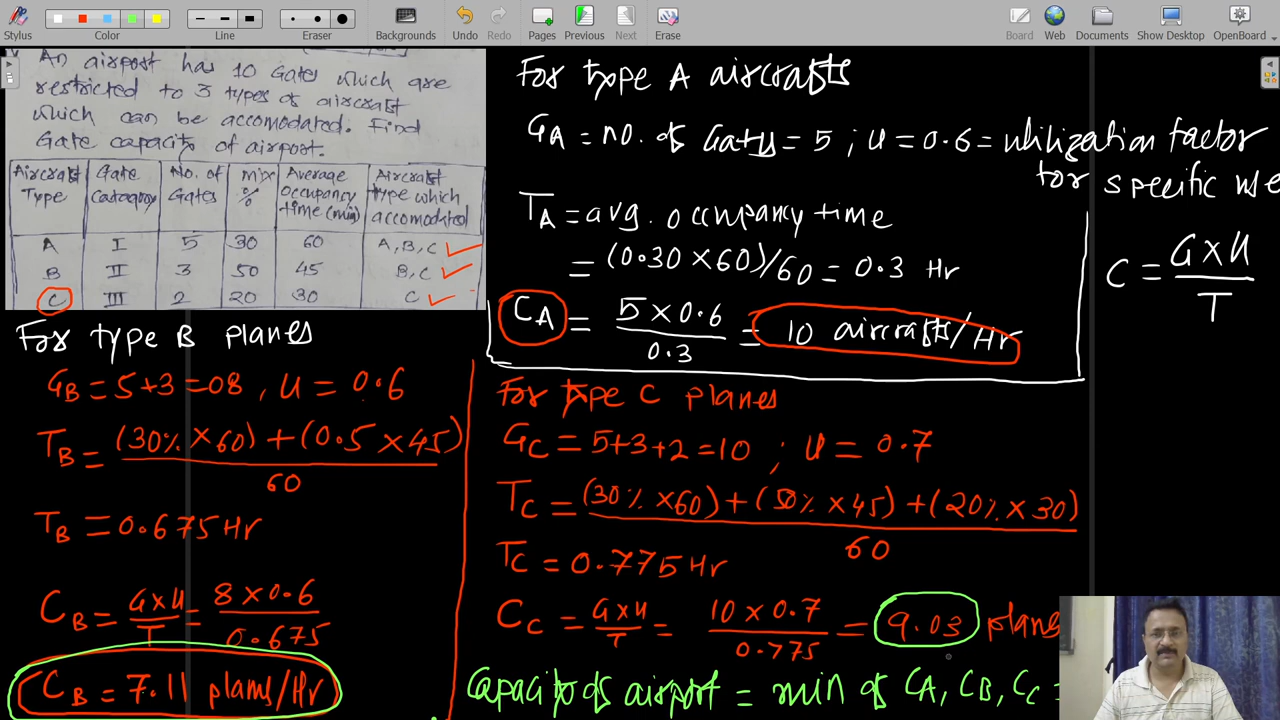 Stylus
Color
Line
Eraser
Backgrounds
Undo
Redo
Pages
Previous
Next
Erase
Board
Web
Documents
Show Desktop
OpenBoard
An airport has 10 Gates which are
restricted to 3 types of aircraft
which can be accomodated. Find
Gate capacity of airport.
Aircraft Type | Gate Catagory | No. of Gates | mix % | Average occupancy time (min) | Aircraft type which accomodated
A | I | 5 | 30 | 60 | A, B, C
B | II | 3 | 50 | 45 | B, C
C | III | 2 | 20 | 30 | C
For type A aircrafts
GA = no. of Gates = 5 ; U = 0.6 = utilization factor
for specific use
TA = avg. occupancy time
= (0.30 × 60)/60 = 0.3 Hr
CA = 5 × 0.6 / 0.3 = 10 aircrafts/Hr
C = G × U / T
For type B planes
GB = 5+3 = 08 , U = 0.6
TB = (30% × 60) + (0.5 × 45) / 60
TB = 0.675 Hr
CB = G×U / T = 8 × 0.6 / 0.675
CB = 7.11 planes/Hr
For type C planes
GC = 5+3+2 = 10 ; U = 0.7
TC = (30% × 60) + (50% × 45) + (20% × 30) / 60
TC = 0.775 Hr
CC = G×U / T = 10 × 0.7 / 0.775 = 9.03 planes
Capacity of airport = min of CA, CB, CC =